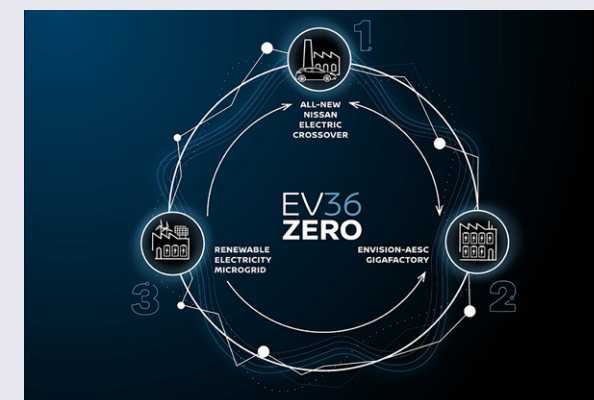 1
ALL-NEW
NISSAN
ELECTRIC
CROSSOVER
EV36
ZERO
RENEWABLE
ELECTRICITY
MICROGRID
3
ENVISION-AESC
GIGAFACTORY
2